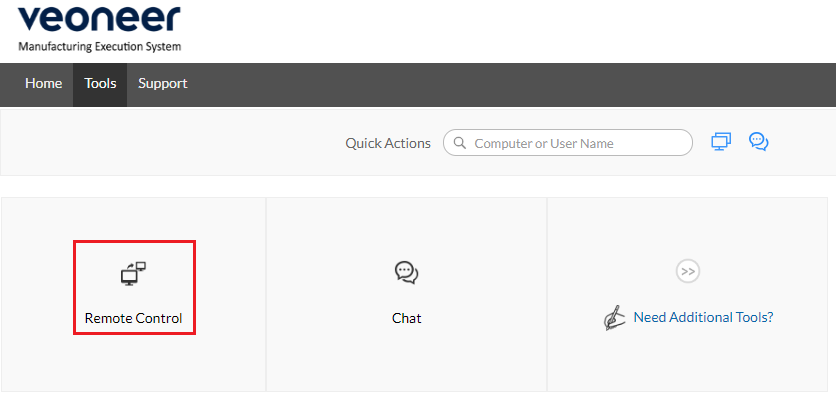 veoneer
Manufacturing Execution System
Home Tools Support
Quick Actions Computer or User Name
Remote Control Chat Need Additional Tools?